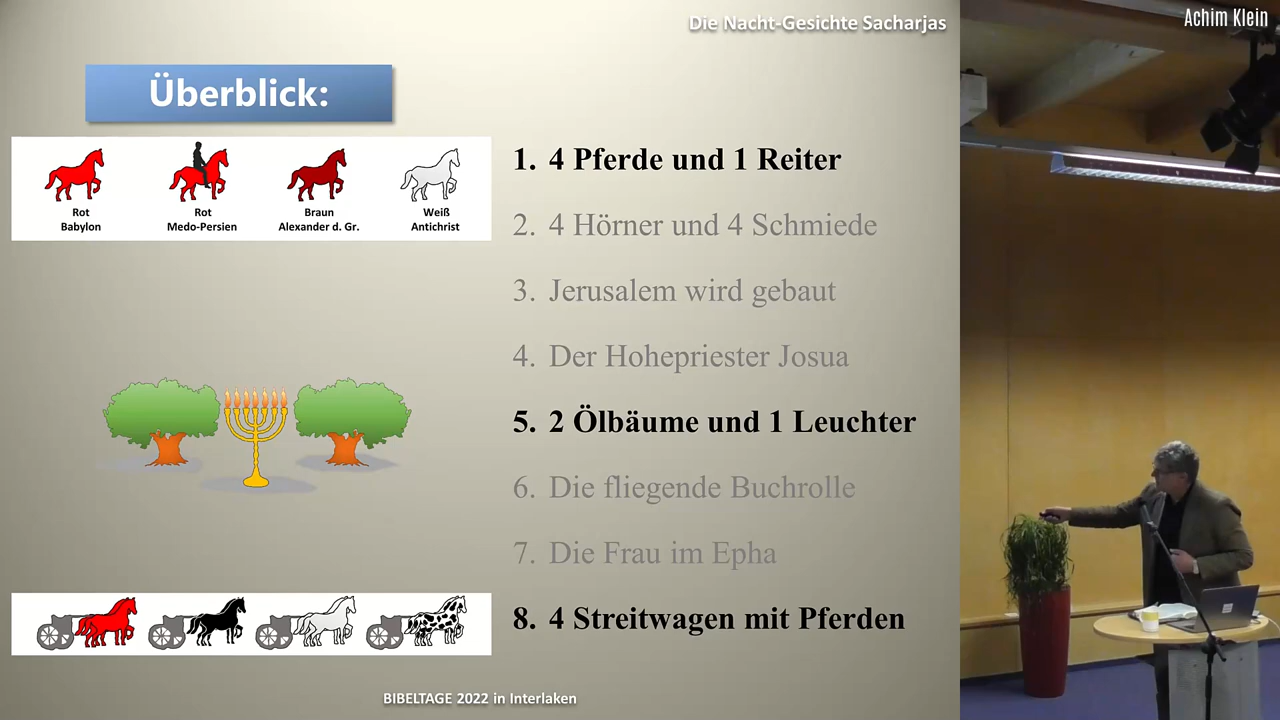 Die Nacht-Gesichte Sacharjas
Achim Klein
Überblick:
Rot
Babylon
Rot
Medo-Persien
Braun
Alexander d. Gr.
Weiß
Antichrist
1. 4 Pferde und 1 Reiter
2. 4 Hörner und 4 Schmiede
3. Jerusalem wird gebaut
4. Der Hohepriester Josua
5. 2 Ölbäume und 1 Leuchter
6. Die fliegende Buchrolle
7. Die Frau im Epha
8. 4 Streitwagen mit Pferden
BIBELTAGE 2022 in Interlaken